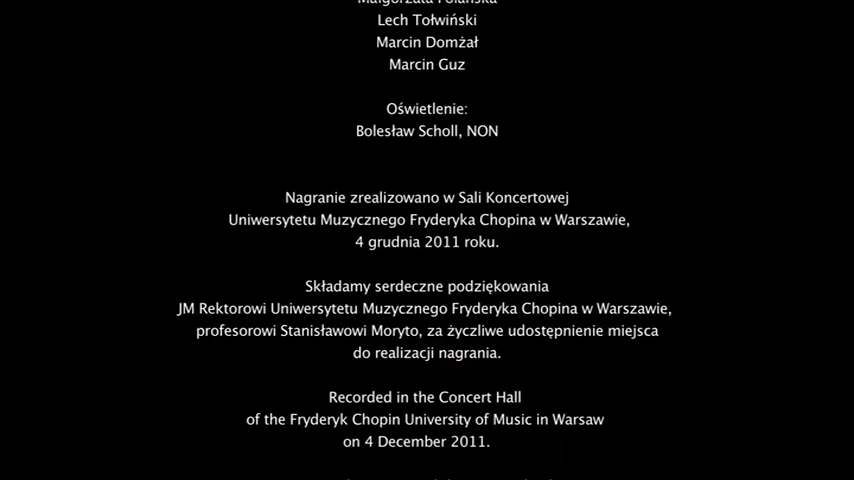 Małgorzata Polańska
Lech Tołwiński
Marcin Domżał
Marcin Guz
Oświetlenie:
Bolesław Scholl, NON
Nagranie zrealizowano w Sali Koncertowej
Uniwersytetu Muzycznego Fryderyka Chopina w Warszawie,
4 grudnia 2011 roku.
Składamy serdeczne podziękowania
JM Rektorowi Uniwersytetu Muzycznego Fryderyka Chopina w Warszawie,
profesorowi Stanisławowi Moryto, za życzliwe udostępnienie miejsca
do realizacji nagrania.
Recorded in the Concert Hall
of the Fryderyk Chopin University of Music in Warsaw
on 4 December 2011.